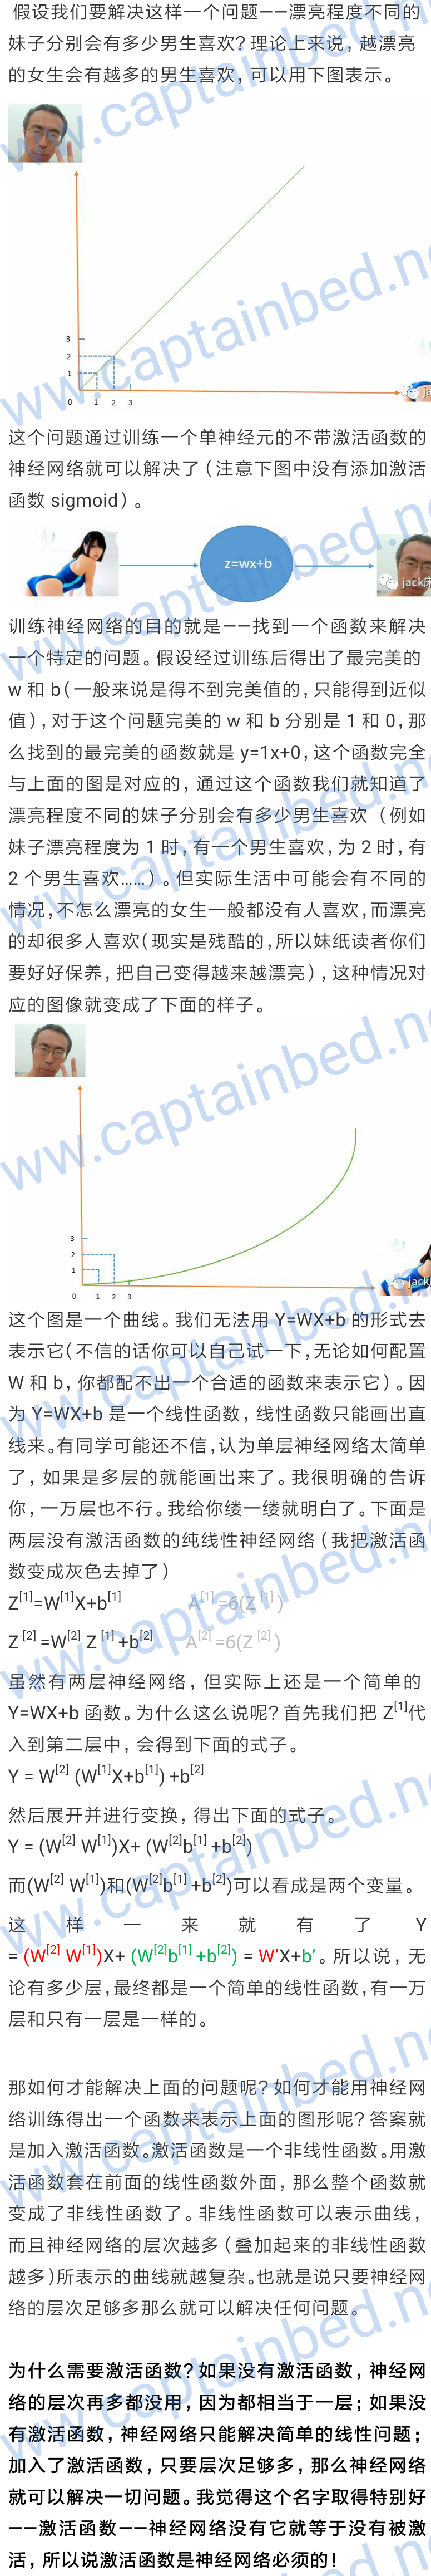 假设我们要解决这样一个问题——漂亮程度不同的
妹子分别会有多少男生喜欢？理论上来说，越漂亮
的女生会有越多的男生喜欢，可以用下图表示。
3
2
1
0 1 2 3
这个问题通过训练一个单神经元的不带激活函数的
神经网络就可以解决了（注意下图中没有添加激活
函数 sigmoid）。
z=wx+b
jack床
训练神经网络的目的就是——找到一个函数来解决
一个特定的问题。假设经过训练后得出了最完美的
w 和 b（一般来说是得不到完美值的，只能得到近似
值），对于这个问题完美的 w 和 b 分别是 1 和 0，那
么找到的最完美的函数就是 y=1x+0，这个函数完全
与上面的图是对应的，通过这个函数我们就知道了
漂亮程度不同的妹子分别会有多少男生喜欢（例如
妹子漂亮程度为 1 时，有一个男生喜欢，为 2 时，有
2 个男生喜欢……）。但实际生活中可能会有不同的
情况，不怎么漂亮的女生一般都没有人喜欢，而漂亮
的却很多人喜欢（现实是残酷的，所以妹纸读者你们
要好好保养，把自己变得越来越漂亮），这种情况对
应的图像就变成了下面的样子。
3
2
1
0 1 2 3
jack
这个图是一个曲线。我们无法用 Y=WX+b 的形式去
表示它（不信的话你可以自己试一下，无论如何配置
W 和 b，你都配不出一个合适的函数来表示它）。因
为 Y=WX+b 是一个线性函数，线性函数只能画出直
线来。有同学可能还不信，认为单层神经网络太简单
了，如果是多层的就能画出来了。我很明确的告诉
你，一万层也不行。我给你缕一缕就明白了。下面是
两层没有激活函数的纯线性神经网络（我把激活函
数变成灰色去掉了）
Z[1]=W[1]X+b[1] A[1]=б(Z[1])
Z[2]=W[2] Z[1]+b[2] A[2]=б(Z[2])
虽然有两层神经网络，但实际上还是一个简单的
Y=WX+b 函数。为什么这么说呢？首先我们把 Z[1]代
入到第二层中，会得到下面的式子。
Y = W[2] (W[1]X+b[1]) +b[2]
然后展开并进行变换，得出下面的式子。
Y = (W[2] W[1])X+ (W[2]b[1] +b[2])
而(W[2] W[1])和(W[2]b[1] +b[2])可以看成是两个变量。
这样一来就有了 Y
= (W[2] W[1])X+ (W[2]b[1] +b[2]) = W’X+b’。所以说，无
论有多少层，最终都是一个简单的线性函数，有一万
层和只有一层是一样的。
那如何才能解决上面的问题呢？如何才能用神经网
络训练得出一个函数来表示上面的图形呢？答案就
是加入激活函数。激活函数是一个非线性函数。用激
活函数套在前面的线性函数外面，那么整个函数就
变成了非线性函数了。非线性函数可以表示曲线，
而且神经网络的层次越多（叠加起来的非线性函数
越多）所表示的曲线就越复杂。也就是说只要神经网
络的层次足够多那么就可以解决任何问题。
为什么需要激活函数？如果没有激活函数，神经网
络的层次再多都没用，因为都相当于一层；如果没
有激活函数，神经网络只能解决简单的线性问题；
加入了激活函数，只要层次足够多，那么神经网络
就可以解决一切问题。我觉得这个名字取得特别好
——激活函数——神经网络没有它就等于没有被激
活，所以说激活函数是神经网络必须的！